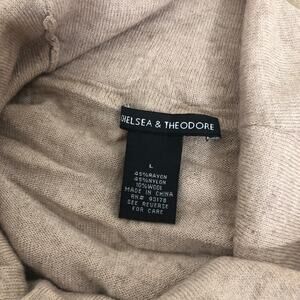 CHELSEA & THEODORE
L
45%RAYON
45%NYLON
10%WOOL
MADE IN CHINA
RN# 93178
SEE REVERSE
FOR CARE